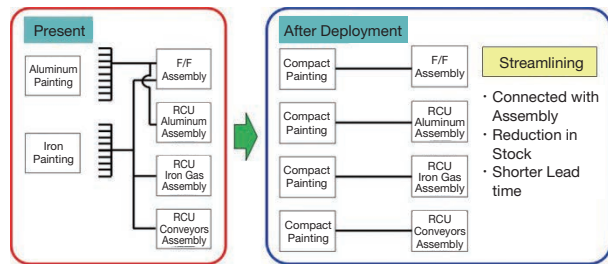 Present
Aluminum
Painting
Iron
Painting
F/F
Assembly
RCU
Aluminum
Assembly
RCU
Iron Gas
Assembly
RCU
Conveyors
Assembly
After Deployment
Compact
Painting
F/F
Assembly
Compact
Painting
RCU
Aluminum
Assembly
Compact
Painting
RCU
Iron Gas
Assembly
Compact
Painting
RCU
Conveyors
Assembly
Streamlining
・Connected with
Assembly
・Reduction in
Stock
・Shorter Lead
time